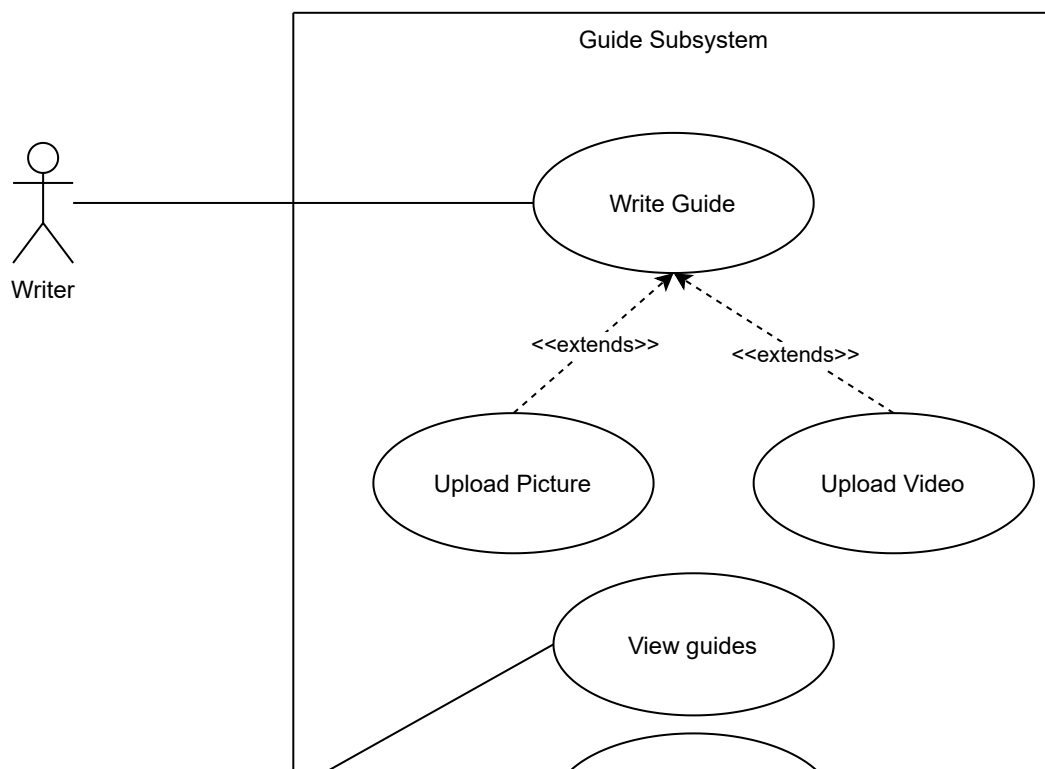 Guide Subsystem
Write Guide
Writer
<<extends>>
<<extends>>
Upload Picture
Upload Video
View guides